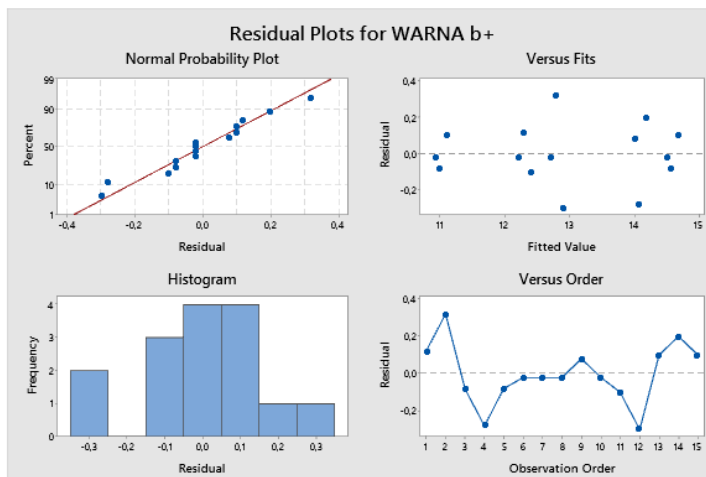 Residual Plots for WARNA b+
Normal Probability Plot
99
90
50
10
1
Percent
-0,4 -0,2 0,0 0,2 0,4
Residual
Versus Fits
0,4
0,2
0,0
-0,2
Residual
11 12 13 14 15
Fitted Value
Histogram
4
3
2
1
0
Frequency
-0,3 -0,2 -0,1 0,0 0,1 0,2 0,3
Residual
Versus Order
0,4
0,2
0,0
-0,2
Residual
1 2 3 4 5 6 7 8 9 10 11 12 13 14 15
Observation Order